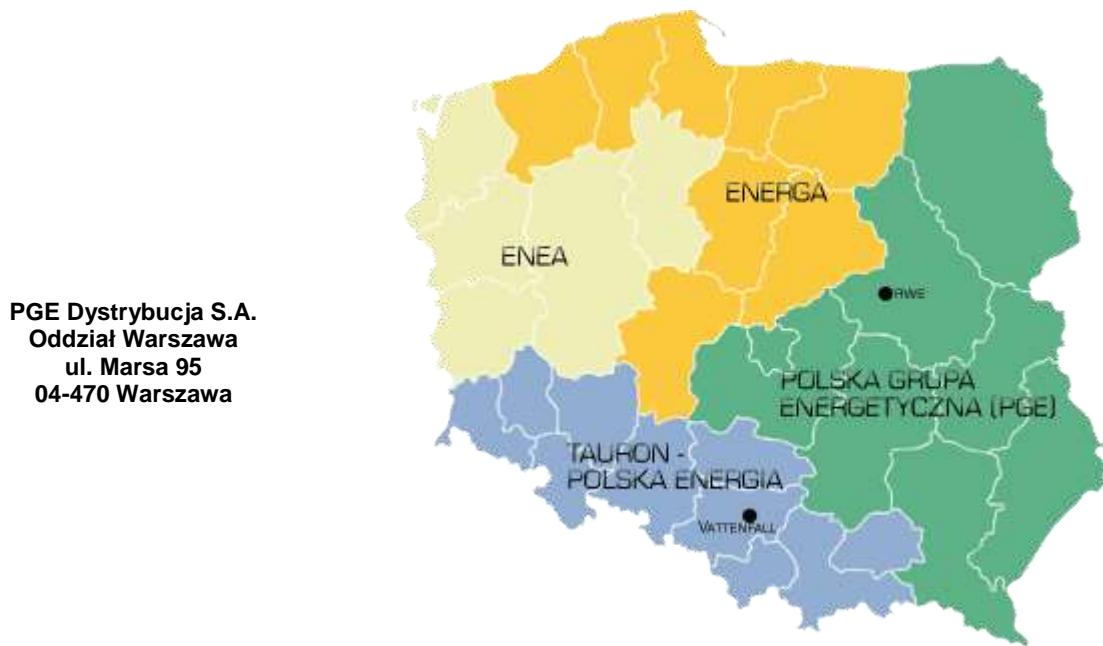 PGE Dystrybucja S.A.
Oddział Warszawa
ul. Marsa 95
04-470 Warszawa
ENERGA
ENEA
RWE
POLSKA GRUPA
ENERGETYCZNA (PGE)
TAURON -
POLSKA ENERGIA
VATTENFALL